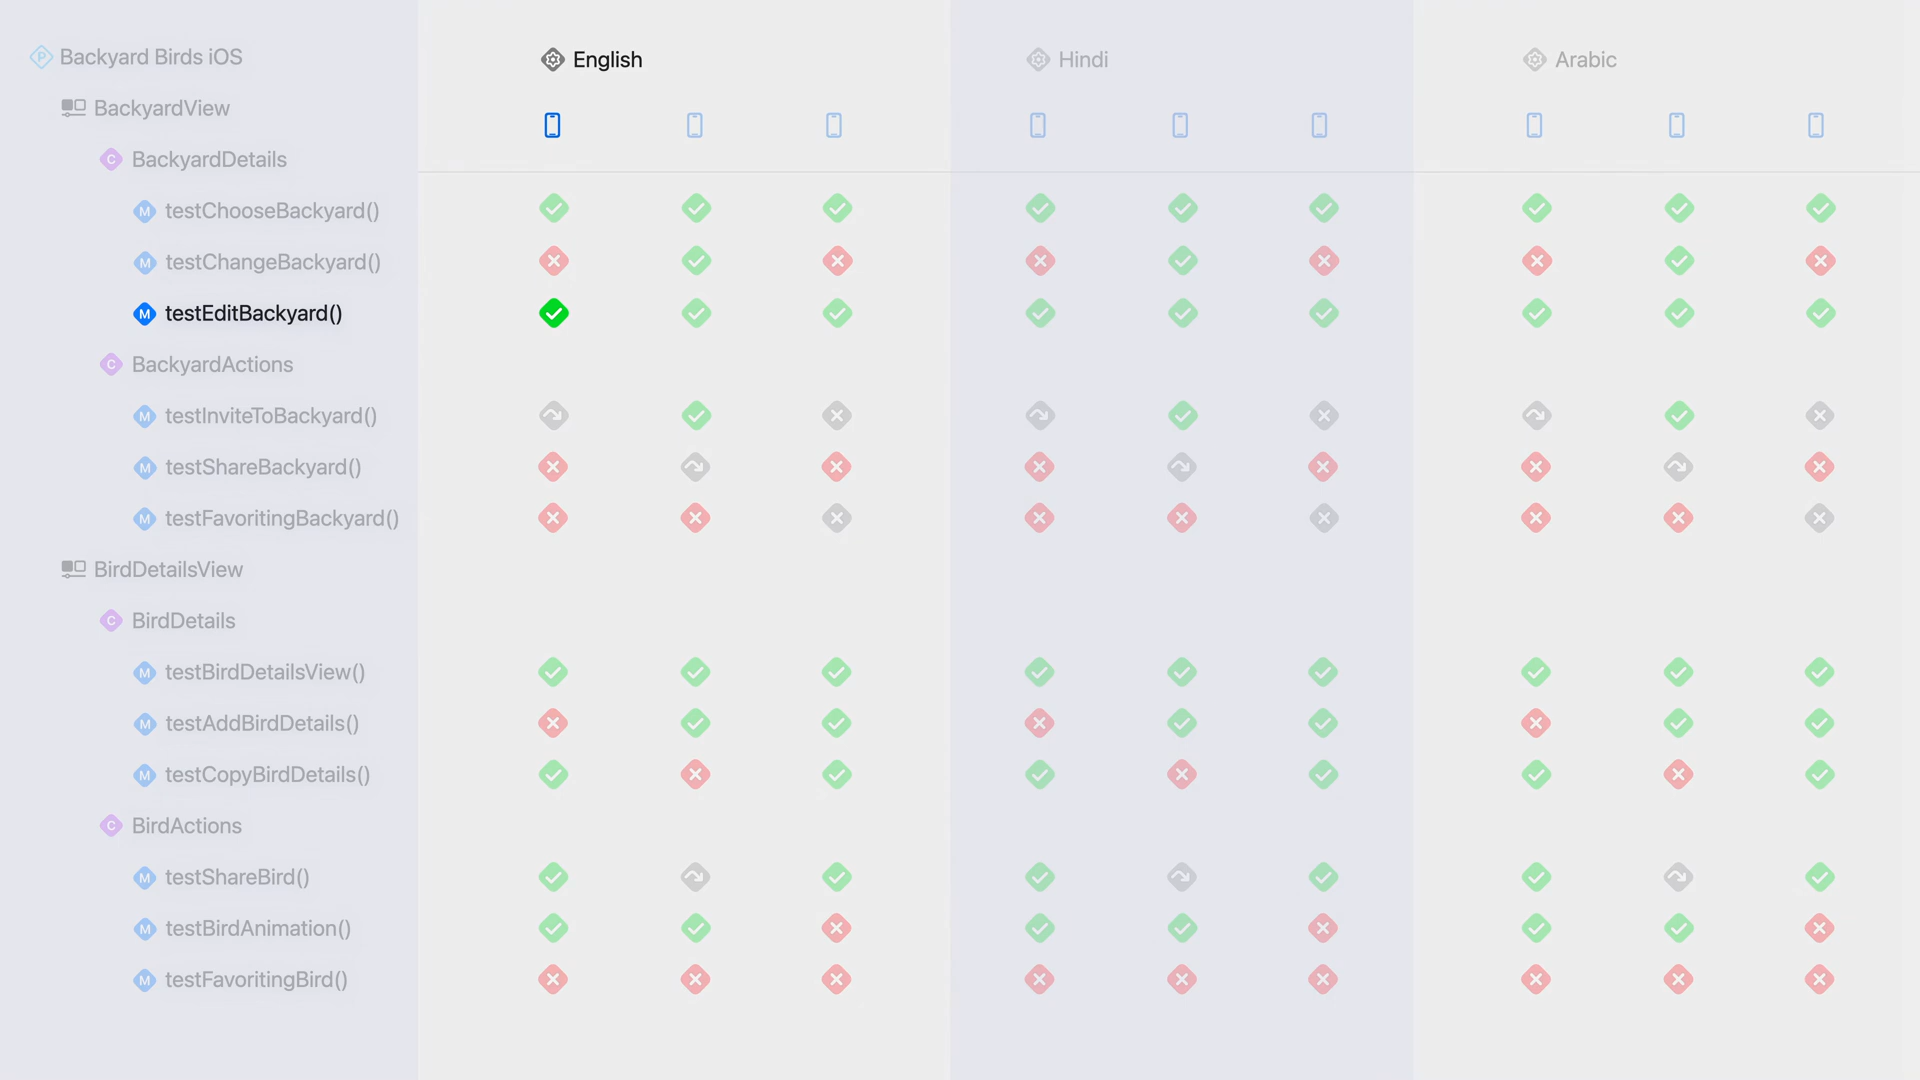 Backyard Birds iOS
English
Hindi
Arabic
BackyardView
BackyardDetails
testChooseBackyard()
testChangeBackyard()
testEditBackyard()
BackyardActions
testInviteToBackyard()
testShareBackyard()
testFavoritingBackyard()
BirdDetailsView
BirdDetails
testBirdDetailsView()
testAddBirdDetails()
testCopyBirdDetails()
BirdActions
testShareBird()
testBirdAnimation()
testFavoritingBird()